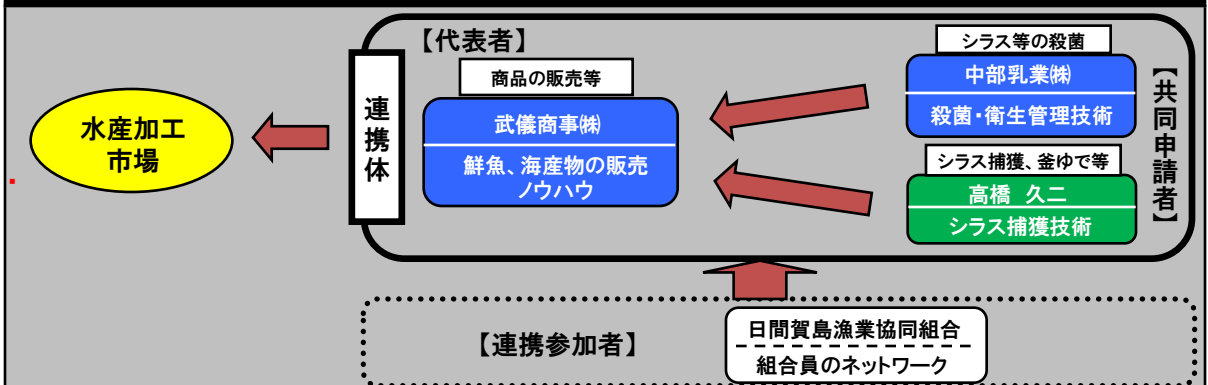 【代表者】
商品の販売等
武儀商事㈱
鮮魚、海産物の販売
ノウハウ
連携体
水産加工
市場
シラス等の殺菌
中部乳業㈱
殺菌・衛生管理技術
シラス捕獲、釜ゆで等
高橋 久二
シラス捕獲技術
【共同申請者】
【連携参加者】
日間賀島漁業協同組合
組合員のネットワーク